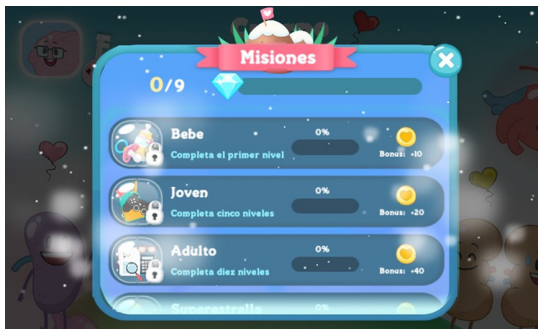 Misiones
0/9
Bebe
0%
Completa el primer nivel
Bonus: +10
Joven
0%
Completa cinco niveles
Bonus: +20
Adulto
0%
Completa diez niveles
Bonus: +40
0%